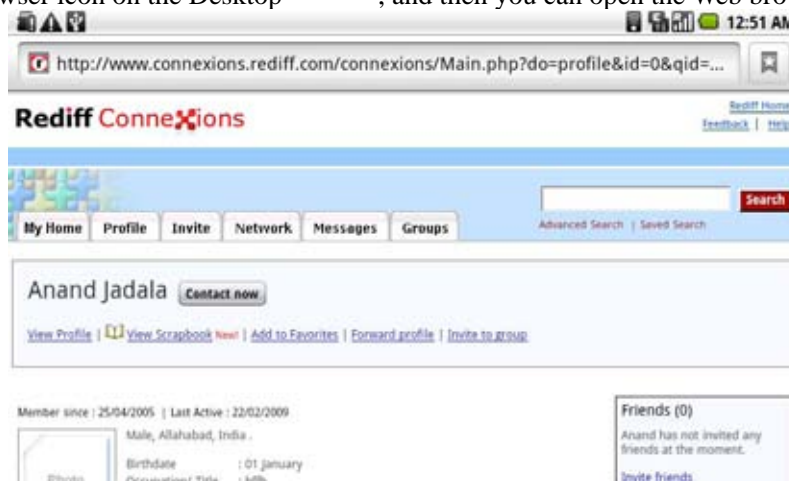 wser icon on the Desktop , and then you can open the Web bro
12:51 AM
http://www.connexions.rediff.com/connexions/Main.php?do=profile&id=0&qid=...
Rediff ConneXions
Rediff Home
Feedback | Help
My Home Profile Invite Network Messages Groups
Search
Advanced Search | Saved Search
Anand Jadala Contact now
View Profile | View Scrapbook New! | Add to Favorites | Forward profile | Invite to group
Member since : 25/04/2005 | Last Active : 22/02/2009
Male, Allahabad, India .
Birthdate : 01 January
Photo
Occupation/ Title :
Friends (0)
Anand has not invited any
friends at the moment.
Invite friends